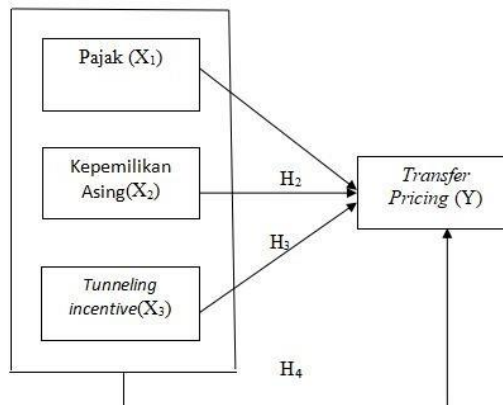 Pajak (X₁)
Kepemilikan
Asing(X₂)
H₂
Transfer
Pricing (Y)
H₃
Tunneling
incentive(X₃)
H₄